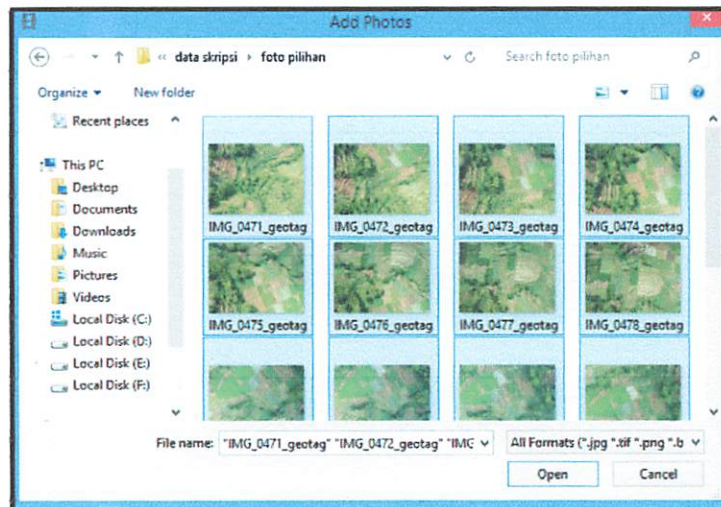 Add Photos
« data skripsi › foto pilihan
Search foto pilihan
Organize
New folder
Recent places
This PC
Desktop
Documents
Downloads
Music
Pictures
Videos
Local Disk (C:)
Local Disk (D:)
Local Disk (E:)
Local Disk (F:)
IMG_0471_geotag
IMG_0472_geotag
IMG_0473_geotag
IMG_0474_geotag
IMG_0475_geotag
IMG_0476_geotag
IMG_0477_geotag
IMG_0478_geotag
File name: "IMG_0471_geotag" "IMG_0472_geotag" "IMG
All Formats (*.jpg *.tif *.png *.b
Open
Cancel